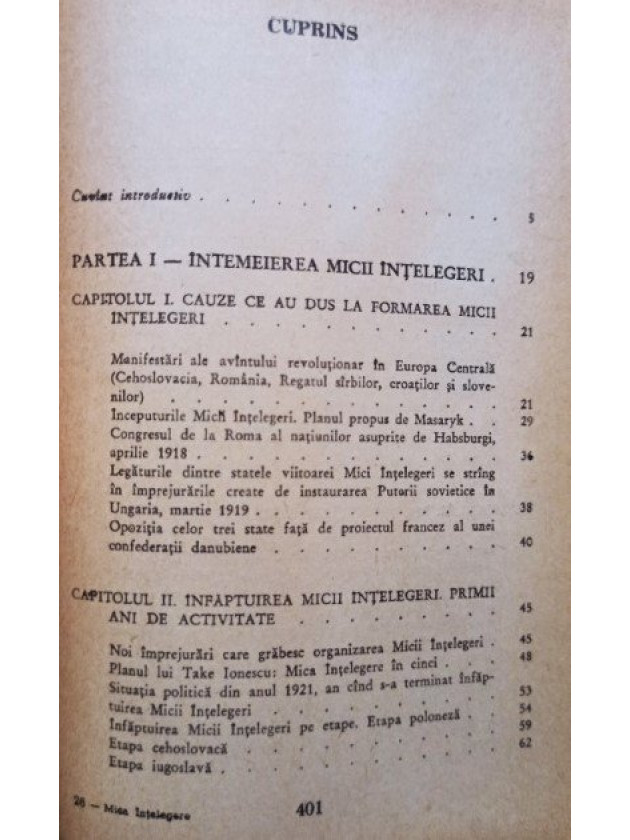 CUPRINS
Cuvînt introductiv . . . . . . . . . . . . 5
PARTEA I — ÎNTEMEIEREA MICII ÎNȚELEGERI . 19
CAPITOLUL I. CAUZE CE AU DUS LA FORMAREA MICII
ÎNȚELEGERI . . . . . . . . . . . 21
Manifestări ale avîntului revoluționar în Europa Centrală
(Cehoslovacia, România, Regatul sîrbilor, croaților și slove-
nilor) . . . . . . . . . . . . . 21
Începuturile Micii Înțelegeri. Planul propus de Masaryk . . 29
Congresul de la Roma al națiunilor asuprite de Habsburgi,
aprilie 1918 . . . . . . . . . . . . 36
Legăturile dintre statele viitoarei Mici Înțelegeri se strîng
în împrejurările create de instaurarea Puterii sovietice în
Ungaria, martie 1919 . . . . . . . . . . 38
Opoziția celor trei state față de proiectul francez al unei
confederații danubiene . . . . . . . . . . 40
CAPITOLUL II. ÎNFĂPTUIREA MICII ÎNȚELEGERI. PRIMII
ANI DE ACTIVITATE . . . . . . . . 45
Noi împrejurări care grăbesc organizarea Micii Înțelegeri . 45
Planul lui Take Ionescu: Mica Înțelegere în cinci . . . 48
Situația politică din anul 1921, an cînd s-a terminat înfăp-
tuirea Micii Înțelegeri . . . . . . . . . . 53
Înfăptuirea Micii Înțelegeri pe etape. Etapa poloneză . . 54
Etapa cehoslovacă . . . . . . . . . . . 59
Etapa iugoslavă . . . . . . . . . . . . 62
26 — Mica Înțelegere
401